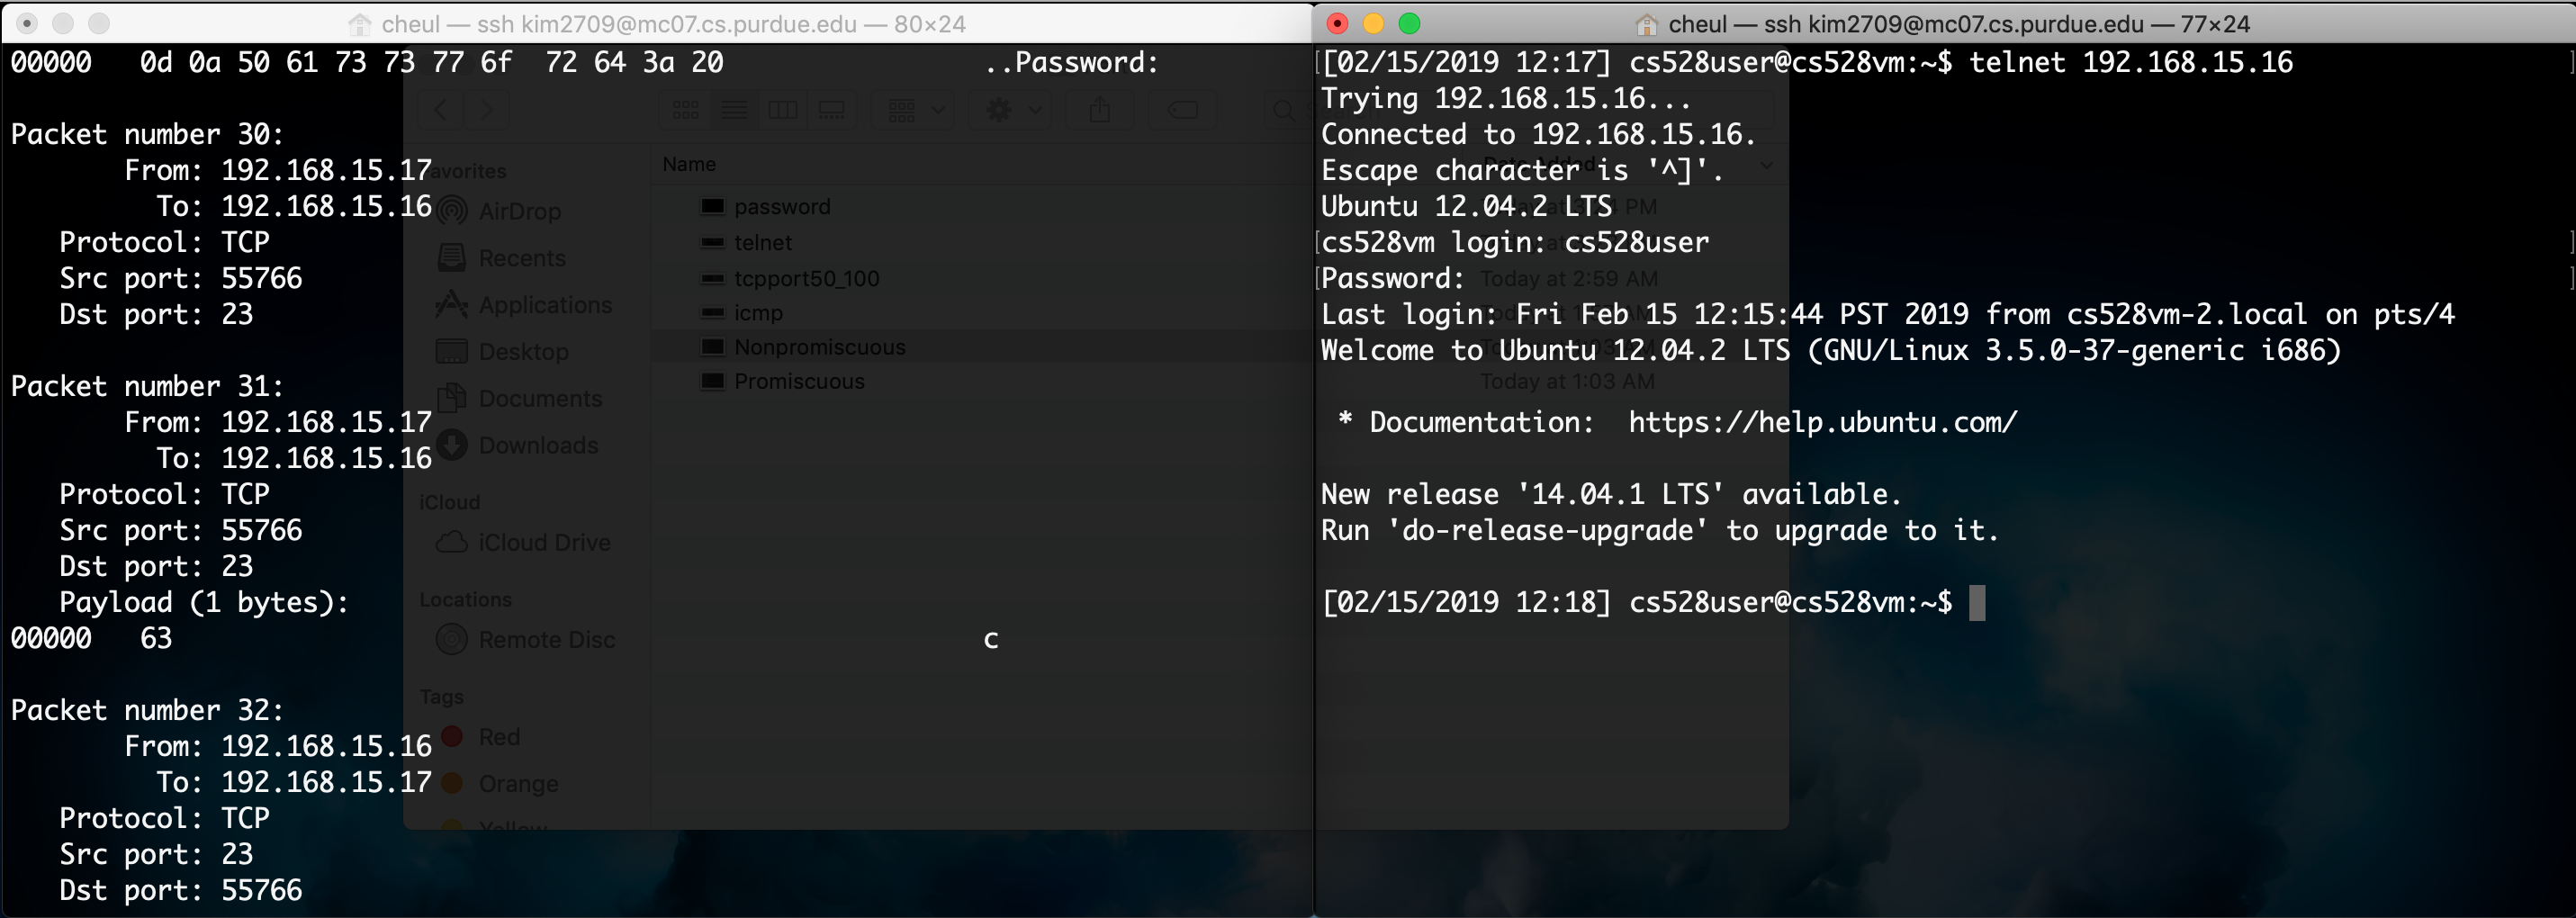 cheul — ssh kim2709@mc07.cs.purdue.edu — 80×24
00000   0d 0a 50 61 73 73 77 6f  72 64 3a 20                ..Password:
Packet number 30:
       From: 192.168.15.17
         To: 192.168.15.16
   Protocol: TCP
   Src port: 55766
   Dst port: 23
Packet number 31:
       From: 192.168.15.17
         To: 192.168.15.16
   Protocol: TCP
   Src port: 55766
   Dst port: 23
   Payload (1 bytes):
00000   63                                                  c
Packet number 32:
       From: 192.168.15.16
         To: 192.168.15.17
   Protocol: TCP
   Src port: 23
   Dst port: 55766
Favorites
AirDrop
Recents
Applications
Desktop
Documents
Downloads
iCloud
iCloud Drive
Locations
Remote Disc
Tags
Red
Orange
Yellow
Name
password
telnet
tcpport50_100
icmp
Nonpromiscuous
Promiscuous
Today at 2:59 AM
Today at 1:03 AM
cheul — ssh kim2709@mc07.cs.purdue.edu — 77×24
[[02/15/2019 12:17] cs528user@cs528vm:~$ telnet 192.168.15.16 ]
Trying 192.168.15.16...
Connected to 192.168.15.16.
Escape character is '^]'.
Ubuntu 12.04.2 LTS
[cs528vm login: cs528user ]
[Password: ]
Last login: Fri Feb 15 12:15:44 PST 2019 from cs528vm-2.local on pts/4
Welcome to Ubuntu 12.04.2 LTS (GNU/Linux 3.5.0-37-generic i686)
 * Documentation:  https://help.ubuntu.com/
New release '14.04.1 LTS' available.
Run 'do-release-upgrade' to upgrade to it.
[02/15/2019 12:18] cs528user@cs528vm:~$